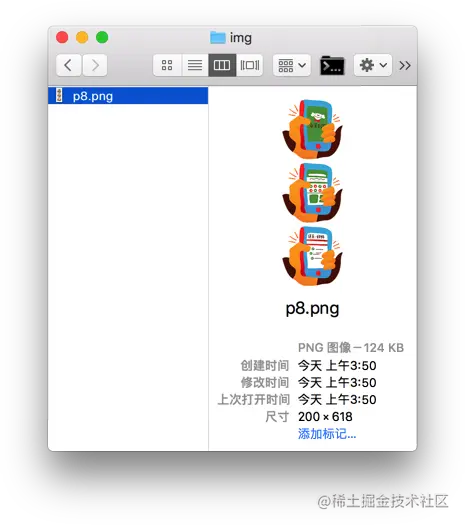 img
p8.png
p8.png
PNG 图像 – 124 KB
创建时间 今天 上午3:50
修改时间 今天 上午3:50
上次打开时间 今天 上午3:50
尺寸 200 × 618
添加标记...
@稀土掘金技术社区